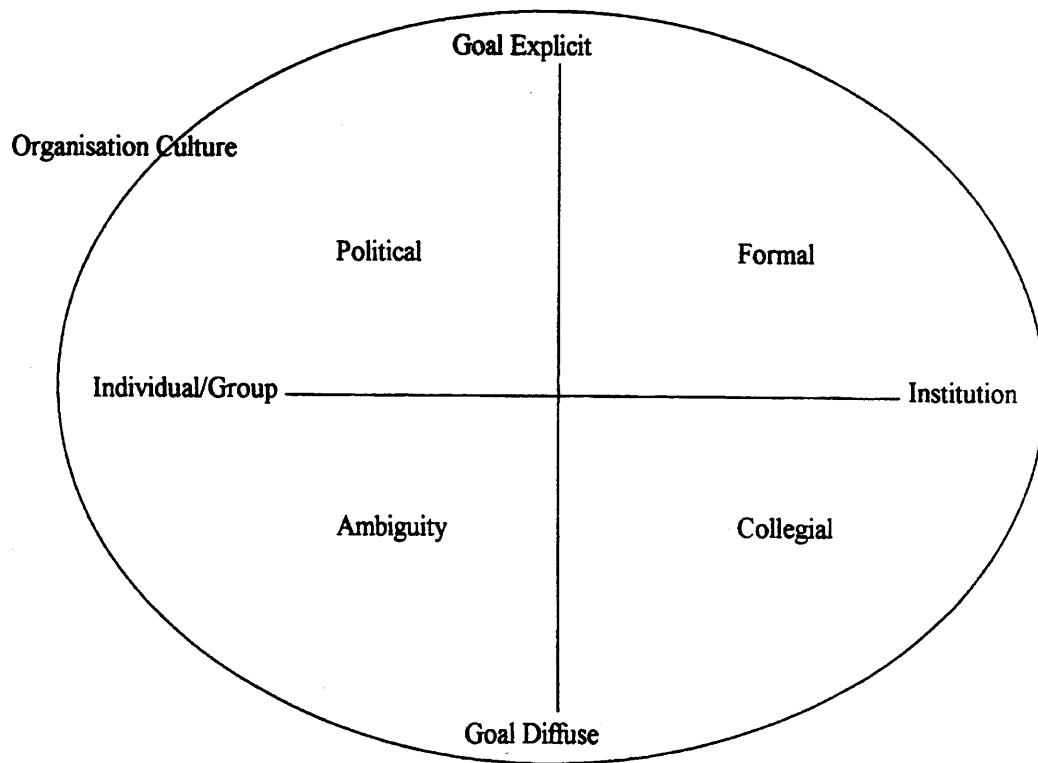 Goal Explicit
Organisation Culture
Political
Formal
Individual/Group
Institution
Ambiguity
Collegial
Goal Diffuse